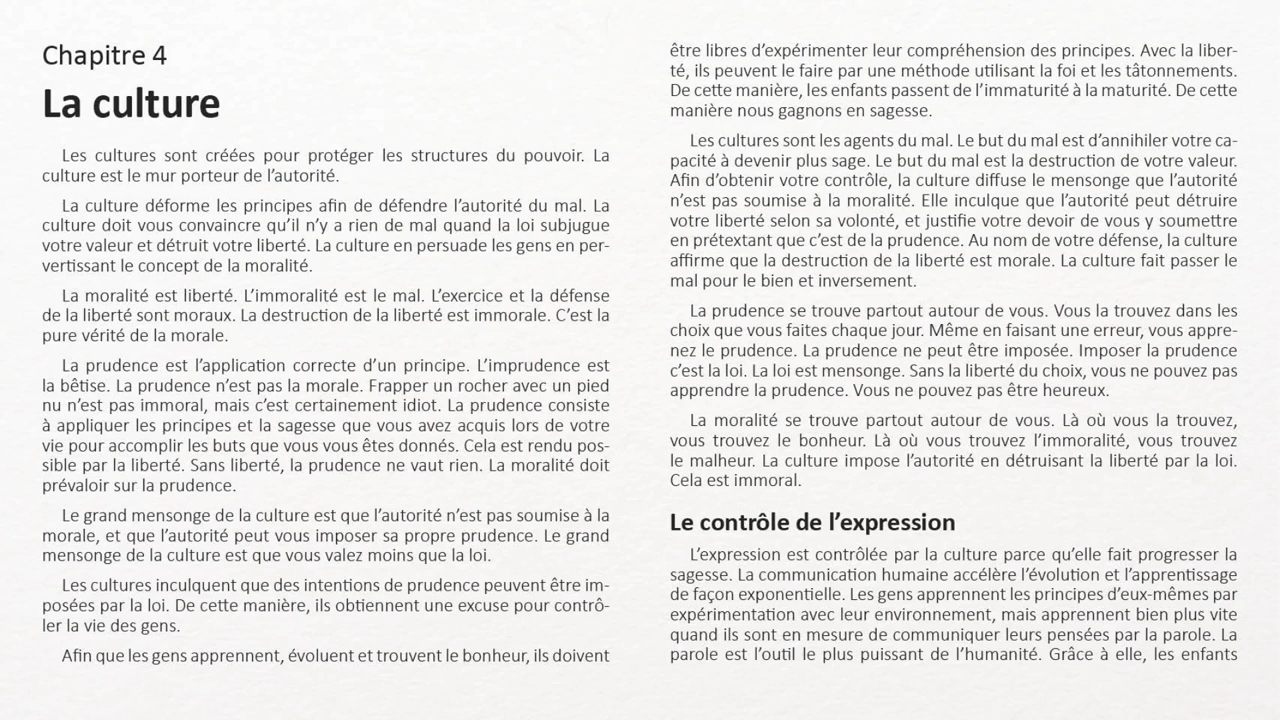 Chapitre 4
La culture
Les cultures sont créées pour protéger les structures du pouvoir. La
culture est le mur porteur de l’autorité.
La culture déforme les principes afin de défendre l’autorité du mal. La
culture doit vous convaincre qu’il n’y a rien de mal quand la loi subjugue
votre valeur et détruit votre liberté. La culture en persuade les gens en per-
vertissant le concept de la moralité.
La moralité est liberté. L’immoralité est le mal. L’exercice et la défense
de la liberté sont moraux. La destruction de la liberté est immorale. C’est la
pure vérité de la morale.
La prudence est l’application correcte d’un principe. L’imprudence est
la bêtise. La prudence n’est pas la morale. Frapper un rocher avec un pied
nu n’est pas immoral, mais c’est certainement idiot. La prudence consiste
à appliquer les principes et la sagesse que vous avez acquis lors de votre
vie pour accomplir les buts que vous vous êtes donnés. Cela est rendu pos-
sible par la liberté. Sans liberté, la prudence ne vaut rien. La moralité doit
prévaloir sur la prudence.
Le grand mensonge de la culture est que l’autorité n’est pas soumise à la
morale, et que l’autorité peut vous imposer sa propre prudence. Le grand
mensonge de la culture est que vous valez moins que la loi.
Les cultures inculquent que des intentions de prudence peuvent être im-
posées par la loi. De cette manière, ils obtiennent une excuse pour contrô-
ler la vie des gens.
Afin que les gens apprennent, évoluent et trouvent le bonheur, ils doivent
être libres d’expérimenter leur compréhension des principes. Avec la liber-
té, ils peuvent le faire par une méthode utilisant la foi et les tâtonnements.
De cette manière, les enfants passent de l’immaturité à la maturité. De cette
manière nous gagnons en sagesse.
Les cultures sont les agents du mal. Le but du mal est d’annihiler votre ca-
pacité à devenir plus sage. Le but du mal est la destruction de votre valeur.
Afin d’obtenir votre contrôle, la culture diffuse le mensonge que l’autorité
n’est pas soumise à la moralité. Elle inculque que l’autorité peut détruire
votre liberté selon sa volonté, et justifie votre devoir de vous y soumettre
en prétextant que c’est de la prudence. Au nom de votre défense, la culture
affirme que la destruction de la liberté est morale. La culture fait passer le
mal pour le bien et inversement.
La prudence se trouve partout autour de vous. Vous la trouvez dans les
choix que vous faites chaque jour. Même en faisant une erreur, vous appre-
nez le prudence. La prudence ne peut être imposée. Imposer la prudence
c’est la loi. La loi est mensonge. Sans la liberté du choix, vous ne pouvez pas
apprendre la prudence. Vous ne pouvez pas être heureux.
La moralité se trouve partout autour de vous. Là où vous la trouvez,
vous trouvez le bonheur. Là où vous trouvez l’immoralité, vous trouvez
le malheur. La culture impose l’autorité en détruisant la liberté par la loi.
Cela est immoral.
Le contrôle de l’expression
L’expression est contrôlée par la culture parce qu’elle fait progresser la
sagesse. La communication humaine accélère l’évolution et l’apprentissage
de façon exponentielle. Les gens apprennent les principes d’eux-mêmes par
expérimentation avec leur environnement, mais apprennent bien plus vite
quand ils sont en mesure de communiquer leurs pensées par la parole. La
parole est l’outil le plus puissant de l’humanité. Grâce à elle, les enfants